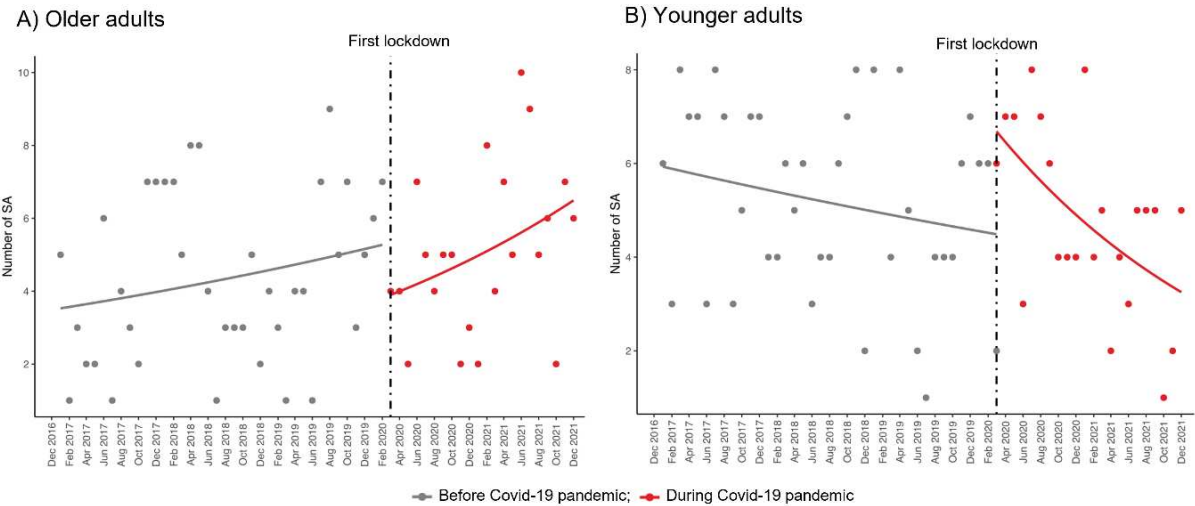 A) Older adults
First lockdown
Number of SA
10
8
6
4
2
Dec 2016
Feb 2017
Apr 2017
Jun 2017
Aug 2017
Oct 2017
Dec 2017
Feb 2018
Apr 2018
Jun 2018
Aug 2018
Oct 2018
Dec 2018
Feb 2019
Apr 2019
Jun 2019
Aug 2019
Oct 2019
Dec 2019
Feb 2020
Apr 2020
Jun 2020
Aug 2020
Oct 2020
Dec 2020
Feb 2021
Apr 2021
Jun 2021
Aug 2021
Oct 2021
Dec 2021
B) Younger adults
First lockdown
Number of SA
8
6
4
2
Dec 2016
Feb 2017
Apr 2017
Jun 2017
Aug 2017
Oct 2017
Dec 2017
Feb 2018
Apr 2018
Jun 2018
Aug 2018
Oct 2018
Dec 2018
Feb 2019
Apr 2019
Jun 2019
Aug 2019
Oct 2019
Dec 2019
Feb 2020
Apr 2020
Jun 2020
Aug 2020
Oct 2020
Dec 2020
Feb 2021
Apr 2021
Jun 2021
Aug 2021
Oct 2021
Dec 2021
Before Covid-19 pandemic; During Covid-19 pandemic